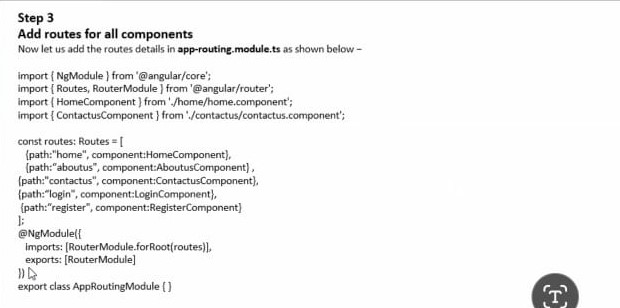 Step 3
Add routes for all components
Now let us add the routes details in app-routing.module.ts as shown below –
import { NgModule } from '@angular/core';
import { Routes, RouterModule } from '@angular/router';
import { HomeComponent } from './home/home.component';
import { ContactusComponent } from './contactus/contactus.component';
const routes: Routes = [
{path:"home", component:HomeComponent},
{path:"aboutus", component:AboutusComponent} ,
{path:"contactus", component:ContactusComponent},
{path:"login", component:LoginComponent},
{path:"register", component:RegisterComponent}
];
@NgModule({
imports: [RouterModule.forRoot(routes)],
exports: [RouterModule]
})
export class AppRoutingModule { }
T